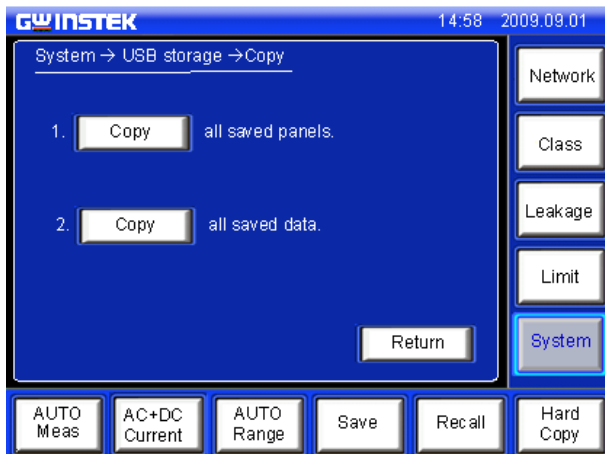 GWINSTEK 14:58 2009.09.01
System → USB storage →Copy
1. Copy all saved panels.
2. Copy all saved data.
Return
Network
Class
Leakage
Limit
System
AUTO
Meas
AC+DC
Current
AUTO
Range
Save
Recall
Hard
Copy